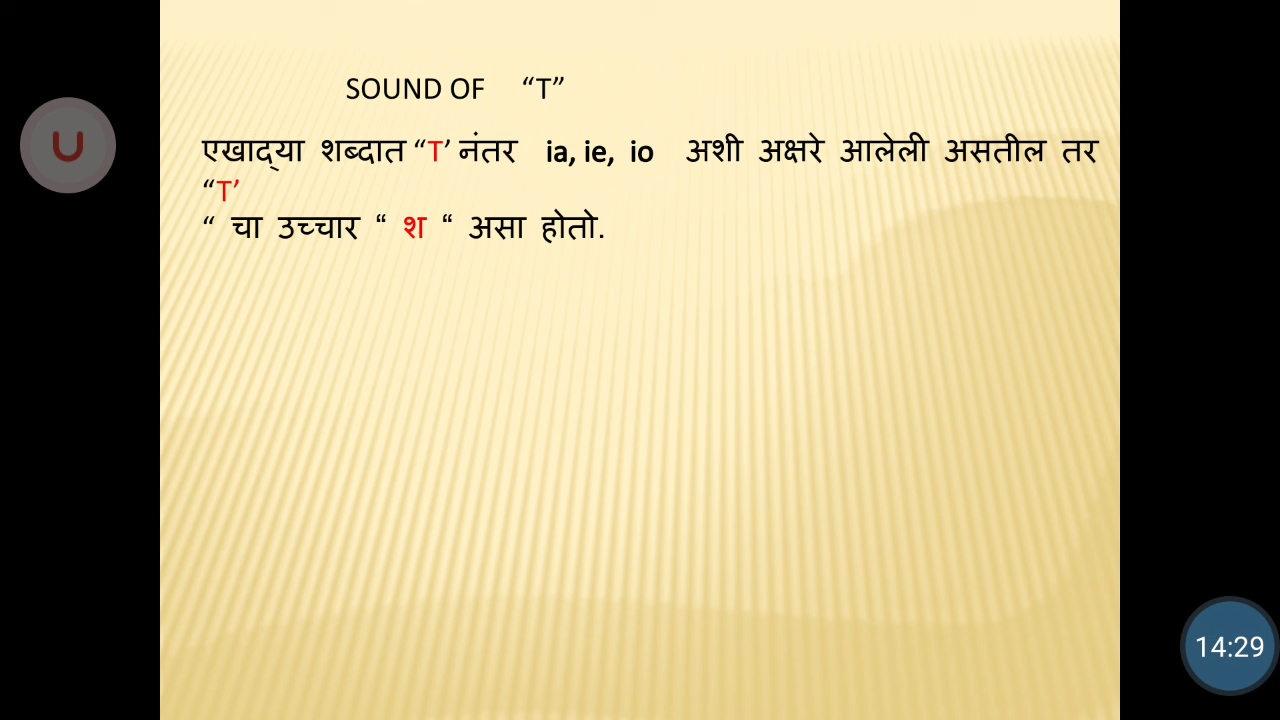 SOUND OF “T”
एखाद्या शब्दात “T’ नंतर ia, ie, io अशी अक्षरे आलेली असतील तर
“T’
“ चा उच्चार “ श “ असा होतो.
14:29